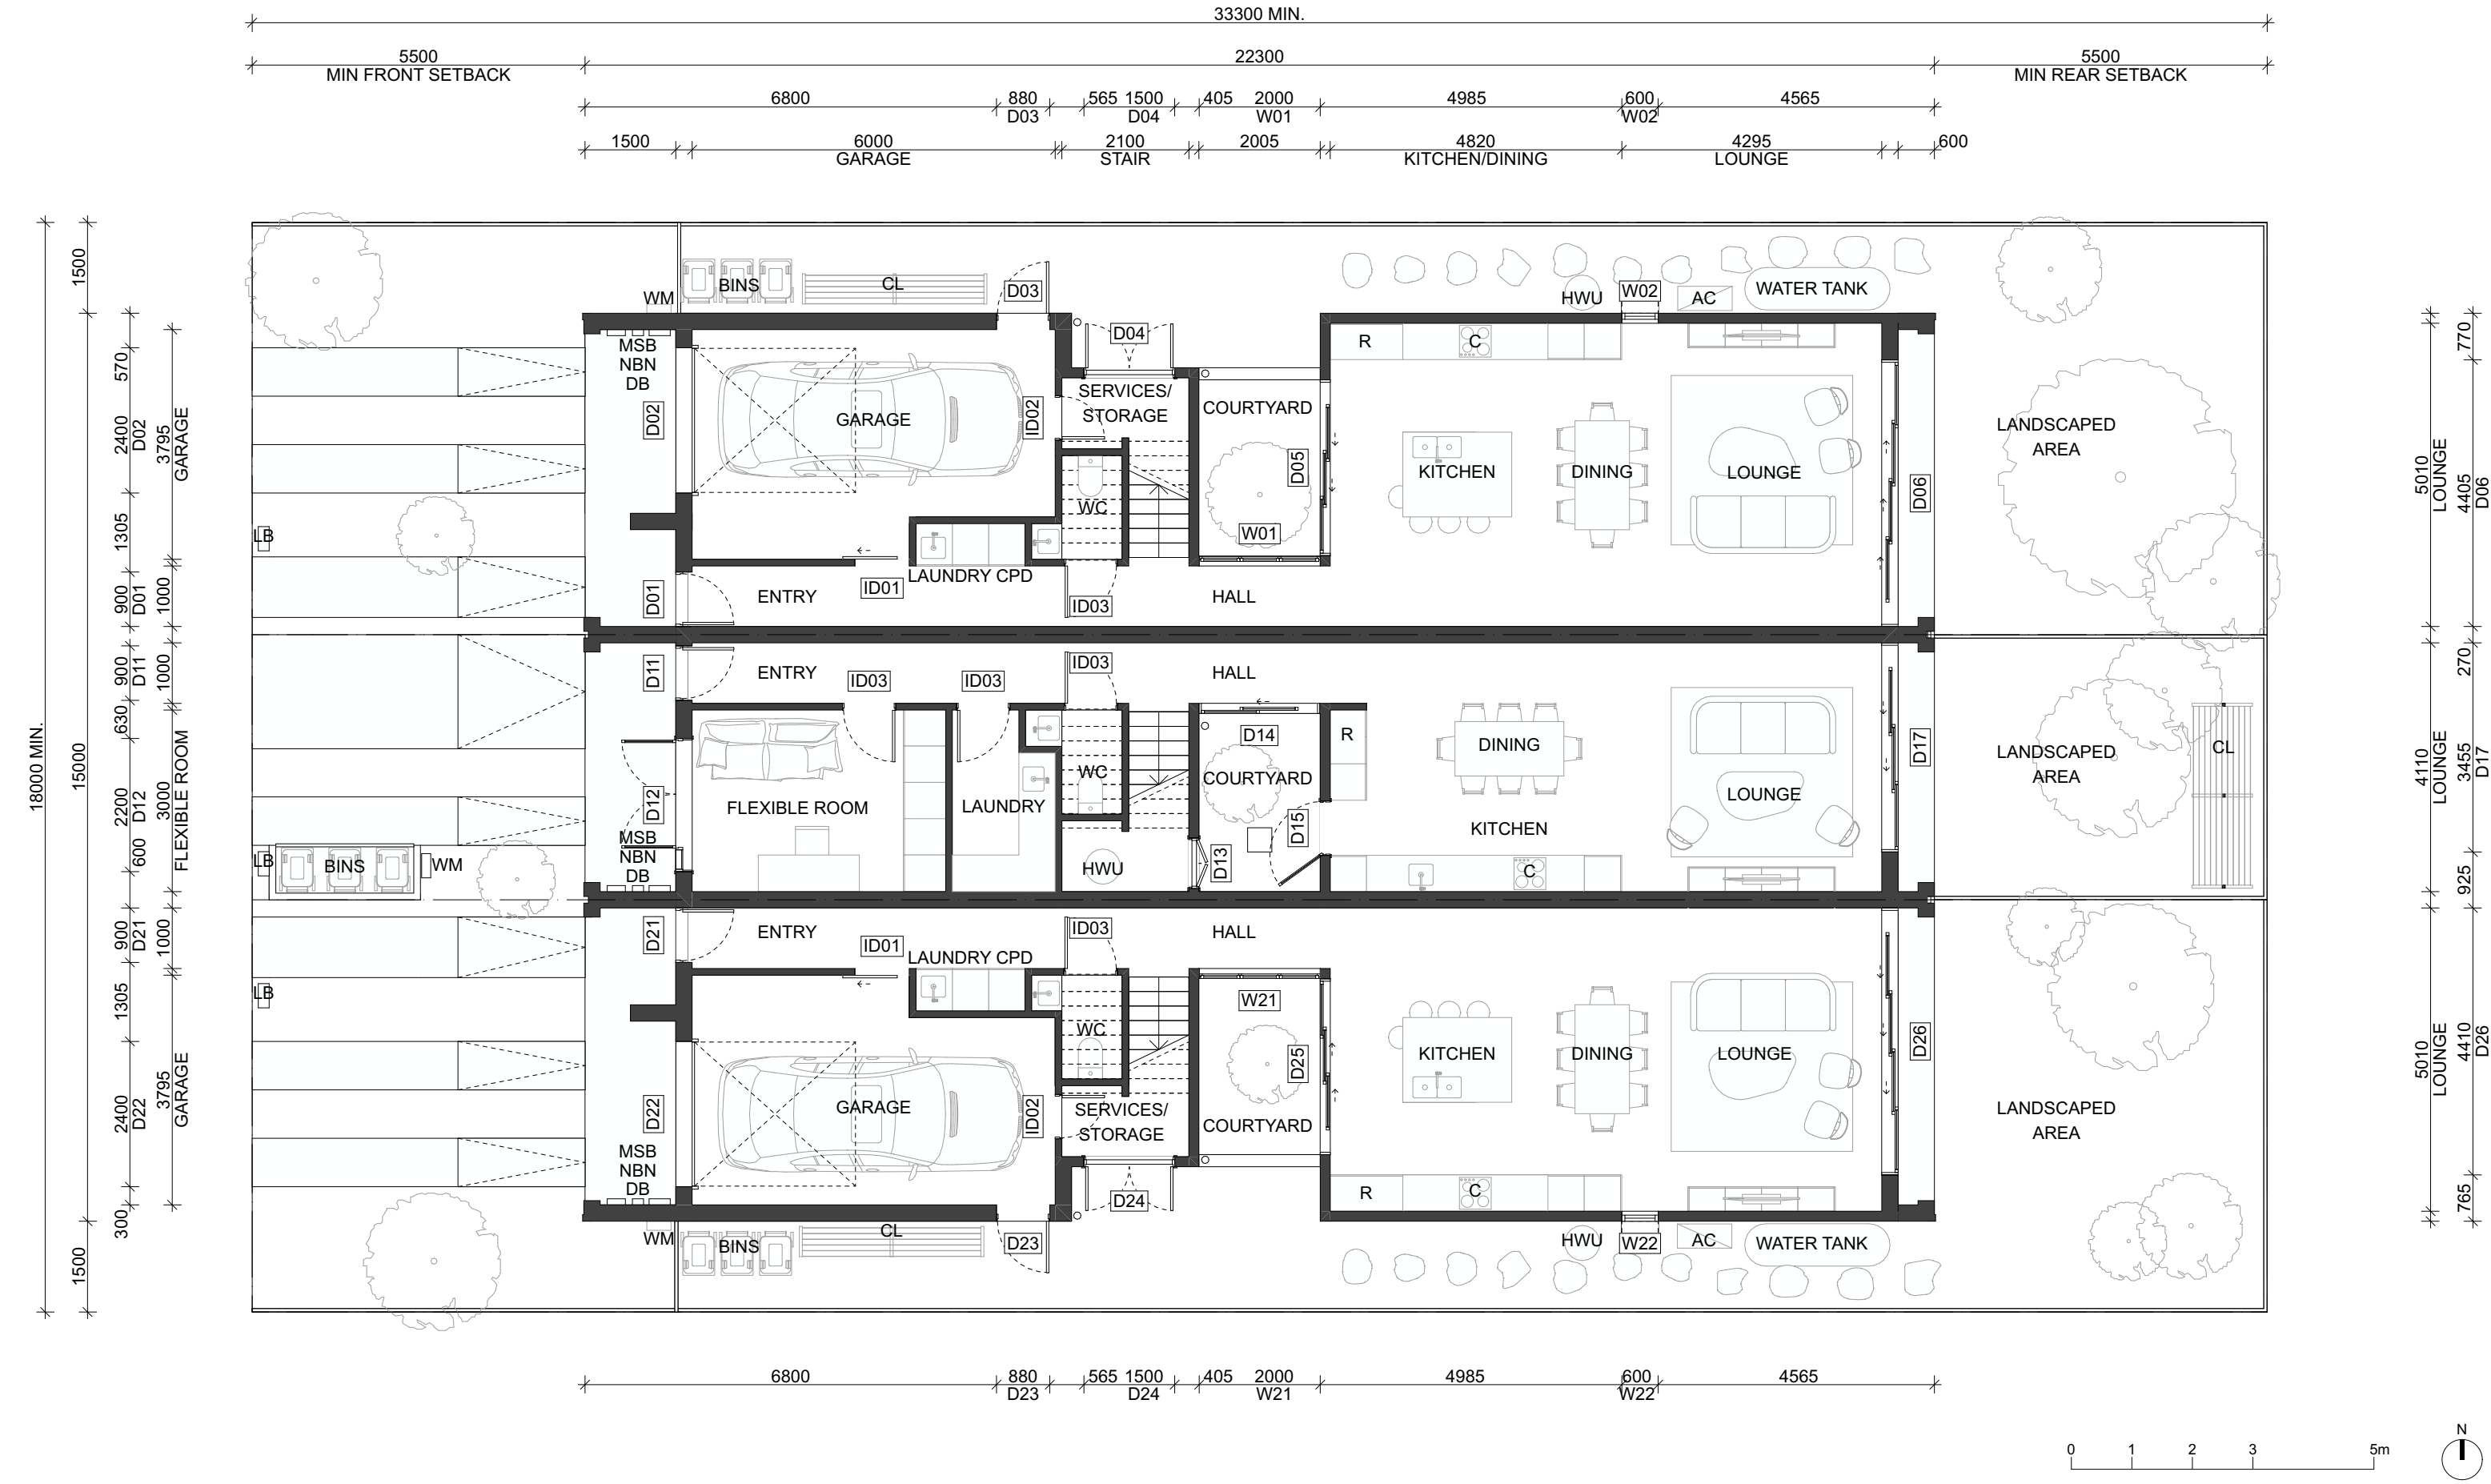 33300 MIN.
5500
MIN FRONT SETBACK
22300
5500
MIN REAR SETBACK
6800
880
D03
565
1500
D04
405
2000
W01
4985
600
W02
4565
1500
6000
GARAGE
2100
STAIR
2005
4820
KITCHEN/DINING
4295
LOUNGE
600
18000 MIN.
1500
15000
1500
570
2400
D02
1305
900
D01
900
D11
630
2200
D12
600
900
D21
1305
2400
D22
300
3795
GARAGE
1000
1000
3000
FLEXIBLE ROOM
1000
3795
GARAGE
WM
BINS
CL
D03
D04
HWU
W02
AC
WATER TANK
MSB
NBN
DB
D02
GARAGE
ID02
SERVICES/
STORAGE
COURTYARD
R
C
WC
D05
W01
KITCHEN
DINING
LOUNGE
D06
LANDSCAPED
AREA
LB
D01
ENTRY
ID01
LAUNDRY CPD
ID03
HALL
D11
ENTRY
ID03
ID03
ID03
HALL
D12
MSB
NBN
DB
FLEXIBLE ROOM
LAUNDRY
WC
HWU
D14
COURTYARD
D15
D13
R
DINING
KITCHEN
C
LOUNGE
D17
LANDSCAPED
AREA
CL
LB
BINS
WM
D21
ENTRY
ID01
LAUNDRY CPD
ID03
HALL
LB
D22
GARAGE
ID02
WC
SERVICES/
STORAGE
W21
D25
COURTYARD
KITCHEN
DINING
LOUNGE
D26
LANDSCAPED
AREA
MSB
NBN
DB
R
C
WM
BINS
CL
D23
D24
HWU
W22
AC
WATER TANK
5010
LOUNGE
4110
LOUNGE
5010
LOUNGE
770
4405
D06
270
3455
D17
925
4410
D26
765
6800
880
D23
565
1500
D24
405
2000
W21
4985
600
W22
4565
0 1 2 3 5m
N